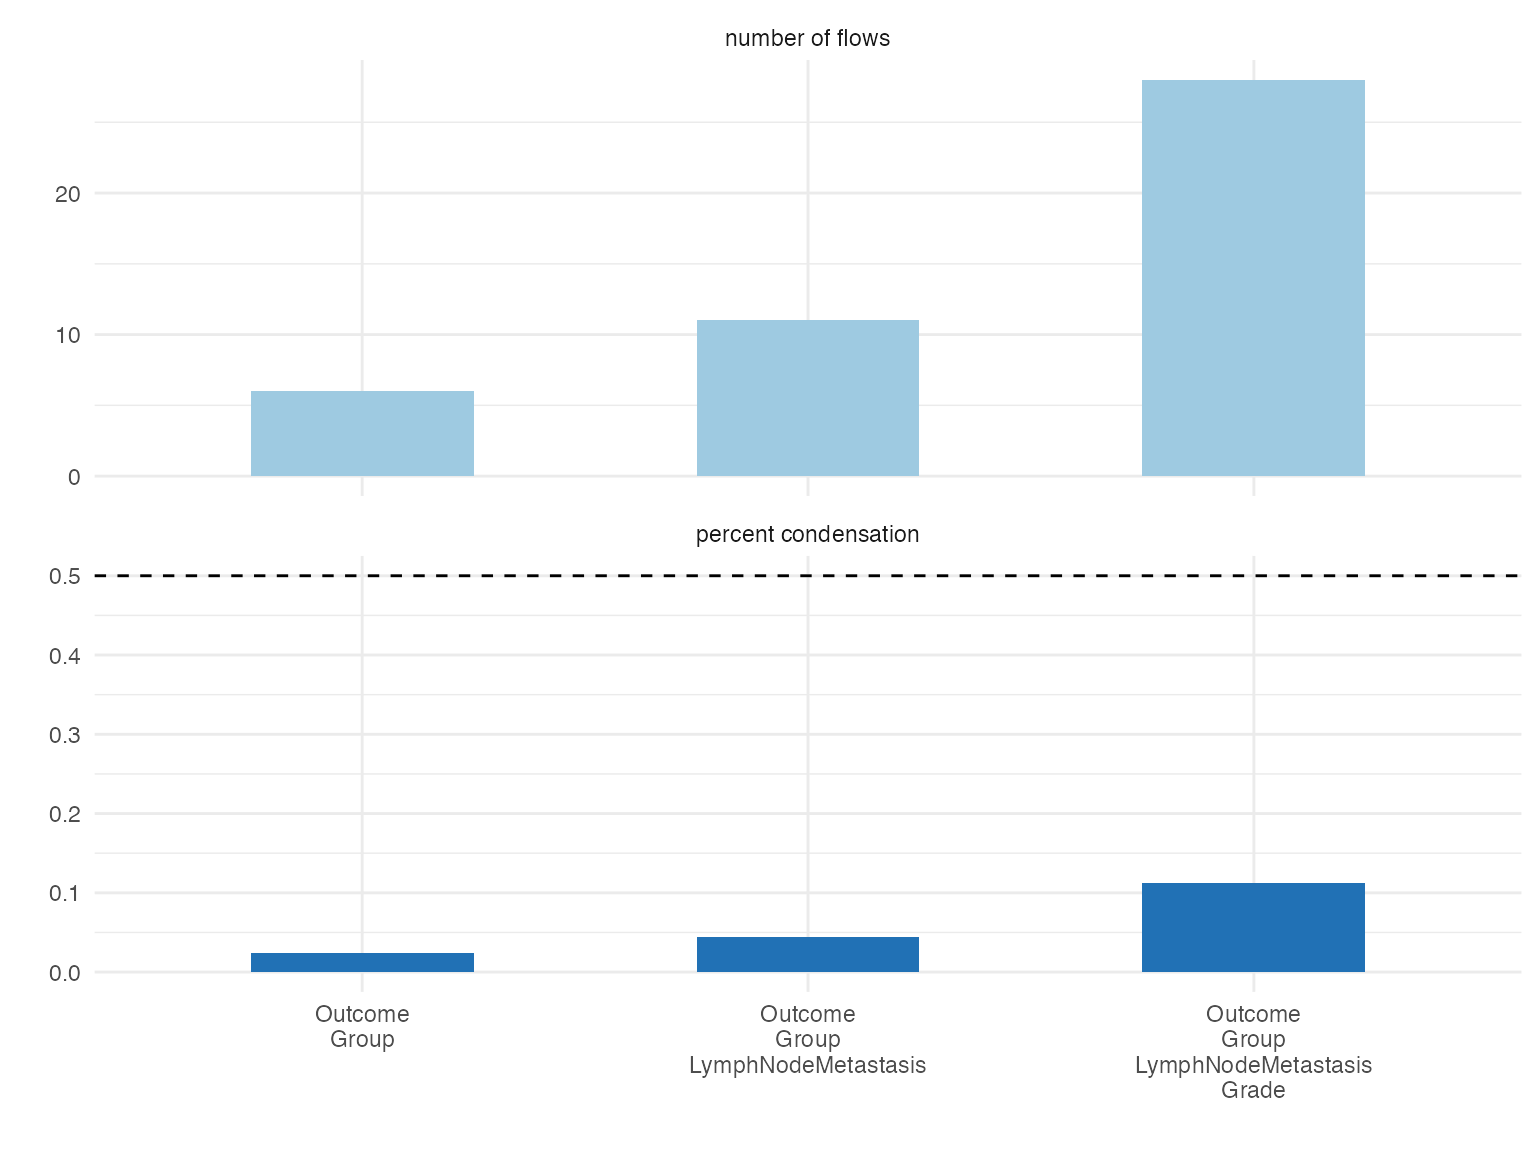 number of flows
20
10
0
percent condensation
0.5
0.4
0.3
0.2
0.1
0.0
Outcome
Group
Outcome
Group
LymphNodeMetastasis
Outcome
Group
LymphNodeMetastasis
Grade